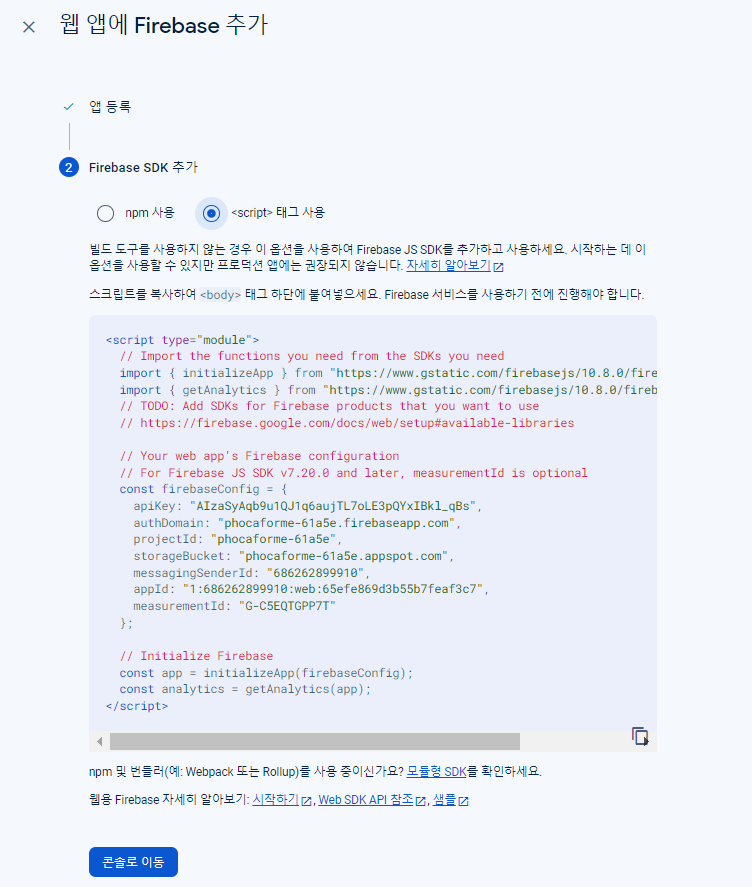 웹 앱에 Firebase 추가
앱 등록
2 Firebase SDK 추가
npm 사용 <script> 태그 사용
빌드 도구를 사용하지 않는 경우 이 옵션을 사용하여 Firebase JS SDK를 추가하고 사용하세요. 시작하는 데 이
옵션을 사용할 수 있지만 프로덕션 앱에는 권장되지 않습니다. 자세히 알아보기
스크립트를 복사하여 <body> 태그 하단에 붙여넣으세요. Firebase 서비스를 사용하기 전에 진행해야 합니다.
<script type="module">
// Import the functions you need from the SDKs you need
import { initializeApp } from "https://www.gstatic.com/firebasejs/10.8.0/fire
import { getAnalytics } from "https://www.gstatic.com/firebasejs/10.8.0/fireb
// TODO: Add SDKs for Firebase products that you want to use
// https://firebase.google.com/docs/web/setup#available-libraries
// Your web app's Firebase configuration
// For Firebase JS SDK v7.20.0 and later, measurementId is optional
const firebaseConfig = {
apiKey: "AIzaSyAqb9u1QJ1q6aujTL7oLE3pQYxIBkl_qBs",
authDomain: "phocaforme-61a5e.firebaseapp.com",
projectId: "phocaforme-61a5e",
storageBucket: "phocaforme-61a5e.appspot.com",
messagingSenderId: "686262899910",
appId: "1:686262899910:web:65efe869d3b55b7feaf3c7",
measurementId: "G-C5EQTGPP7T"
};
// Initialize Firebase
const app = initializeApp(firebaseConfig);
const analytics = getAnalytics(app);
</script>
npm 및 번들러(예: Webpack 또는 Rollup)를 사용 중이신가요? 모듈형 SDK를 확인하세요.
웹용 Firebase 자세히 알아보기: 시작하기, Web SDK API 참조, 샘플
콘솔로 이동